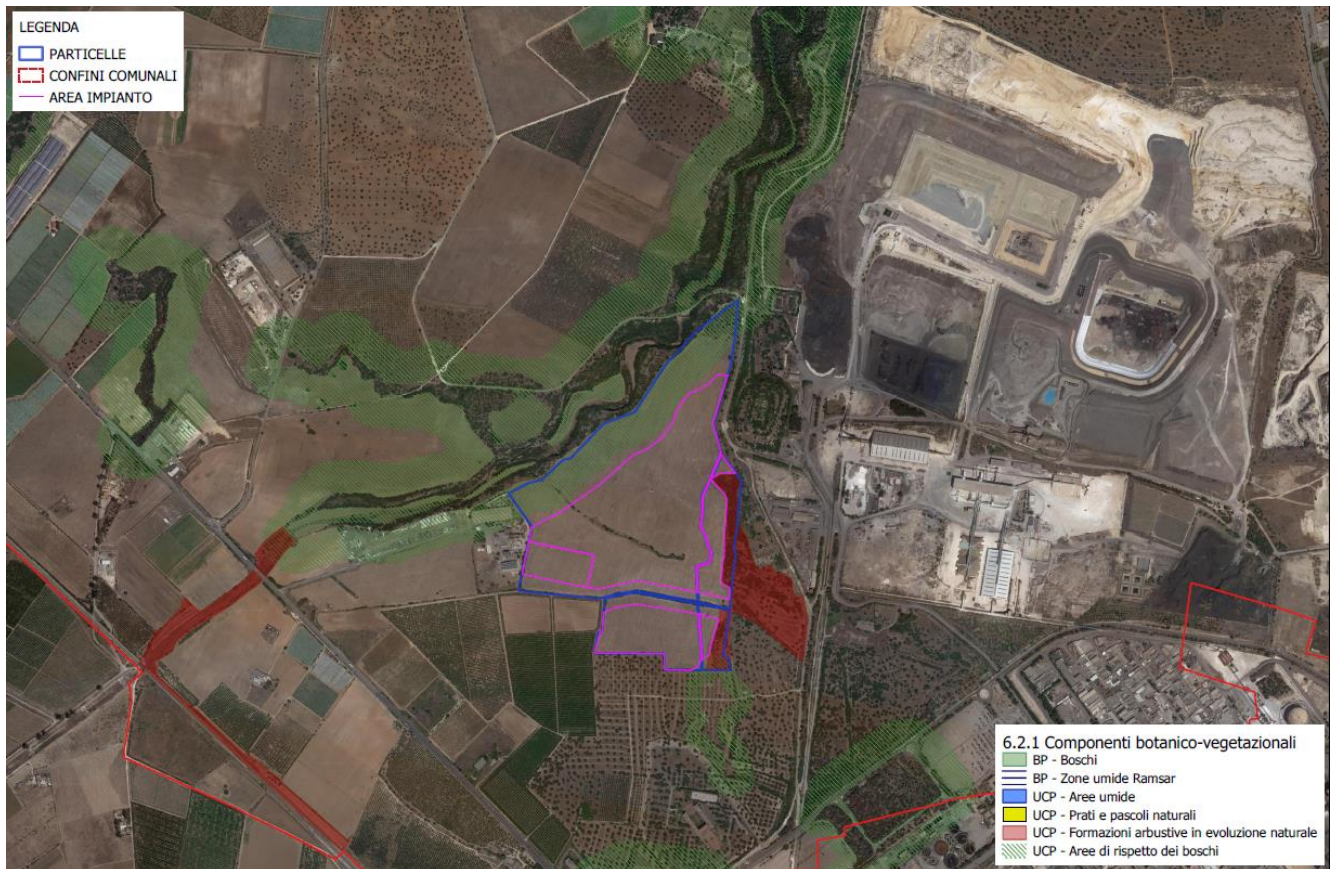 LEGENDA
PARTICELLE
CONFINI COMUNALI
AREA IMPIANTO
6.2.1 Componenti botanico-vegetazionali
BP - Boschi
BP - Zone umide Ramsar
UCP - Aree umide
UCP - Prati e pascoli naturali
UCP - Formazioni arbustive in evoluzione naturale
UCP - Aree di rispetto dei boschi